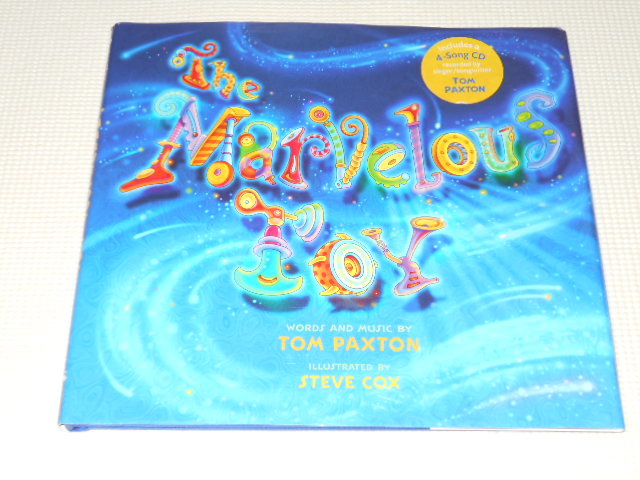 The
Marvelous
Toy
includes a
4-Song CD
recorded by
singer/songwriter
TOM
PAXTON
WORDS AND MUSIC BY
TOM PAXTON
ILLUSTRATED BY
STEVE COX